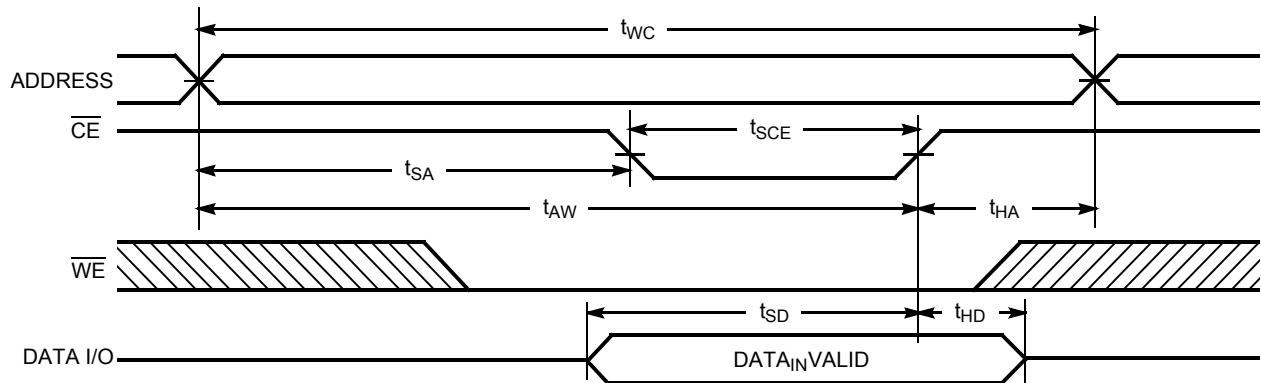 tWC
ADDRESS
CE
tSCE
tSA
tAW
tHA
WE
tSD
tHD
DATA I/O
DATAINVALID